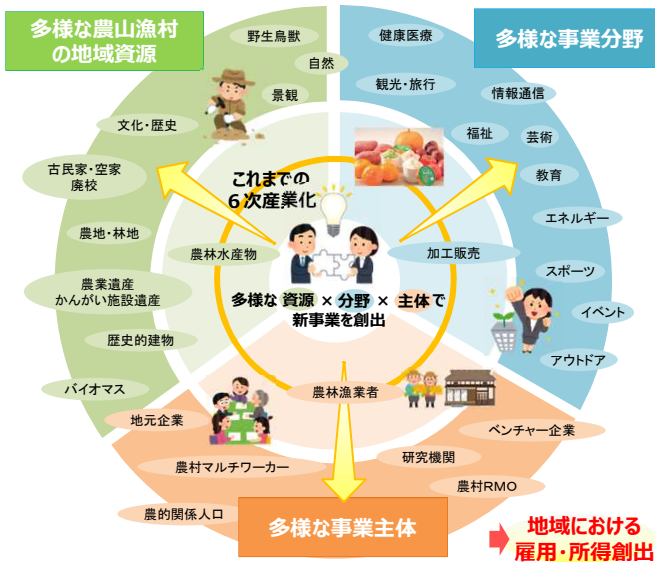 多様な農山漁村
の地域資源
野生鳥獣
自然
景観
文化・歴史
古民家・空家
廃校
農地・林地
農業遺産
かんがい施設遺産
歴史的建物
バイオマス
多様な事業分野
健康医療
観光・旅行
情報通信
福祉
芸術
教育
エネルギー
スポーツ
イベント
アウトドア
これまでの
6次産業化
農林水産物
加工販売
多様な 資源 × 分野 × 主体で
新事業を創出
農林漁業者
地元企業
農村マルチワーカー
農的関係人口
ベンチャー企業
研究機関
農村RMO
多様な事業主体
地域における
雇用・所得創出